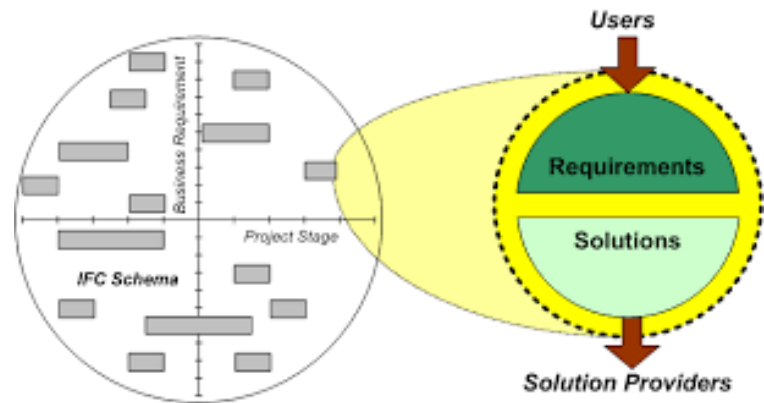 Users
Business Requirement
Requirements
Project Stage
Solutions
IFC Schema
Solution Providers